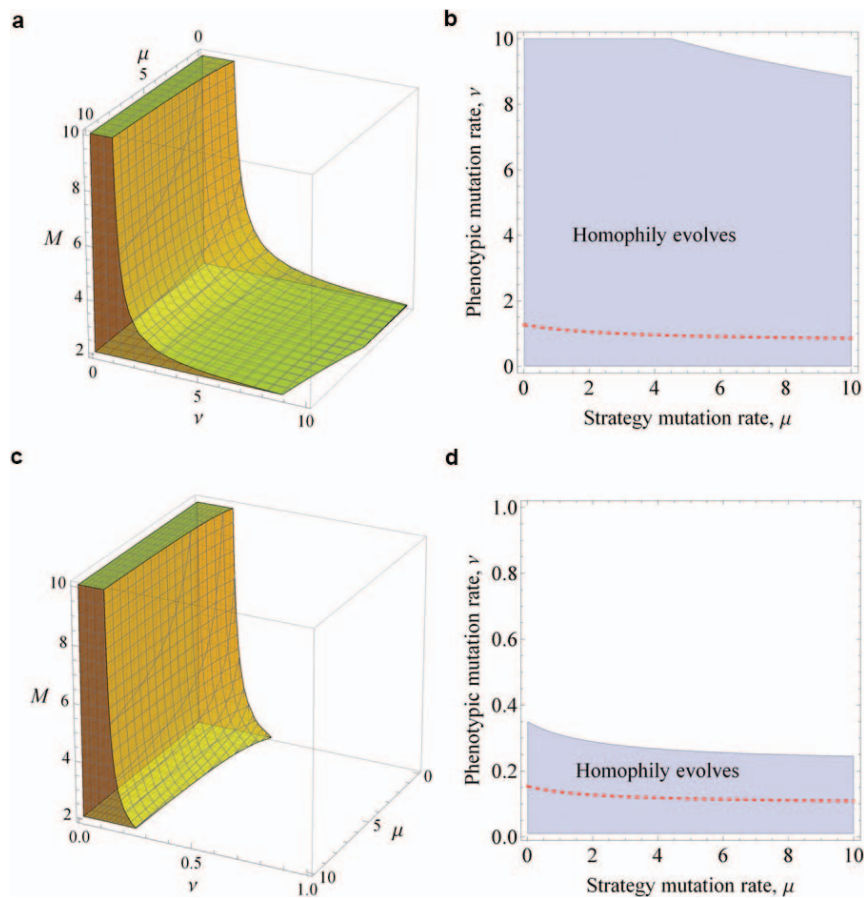 a
0
μ
5
10
10
8
M
6
4
2
0
5
ν
10
b
10
8
6
4
2
0
Phenotypic mutation rate, ν
Homophily evolves
0 2 4 6 8 10
Strategy mutation rate, μ
c
10
8
M
6
4
2
0.0
0.5
ν
1.0
0
5
μ
10
d
1.0
0.8
0.6
0.4
0.2
0.0
Phenotypic mutation rate, ν
Homophily evolves
0 2 4 6 8 10
Strategy mutation rate, μ